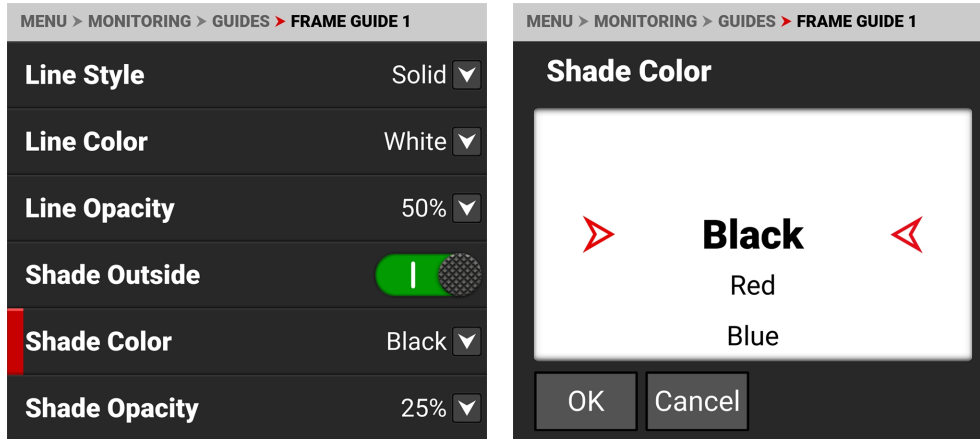 MENU > MONITORING > GUIDES > FRAME GUIDE 1
Line Style Solid
Line Color White
Line Opacity 50%
Shade Outside
Shade Color Black
Shade Opacity 25%
MENU > MONITORING > GUIDES > FRAME GUIDE 1
Shade Color
Black
Red
Blue
OK Cancel